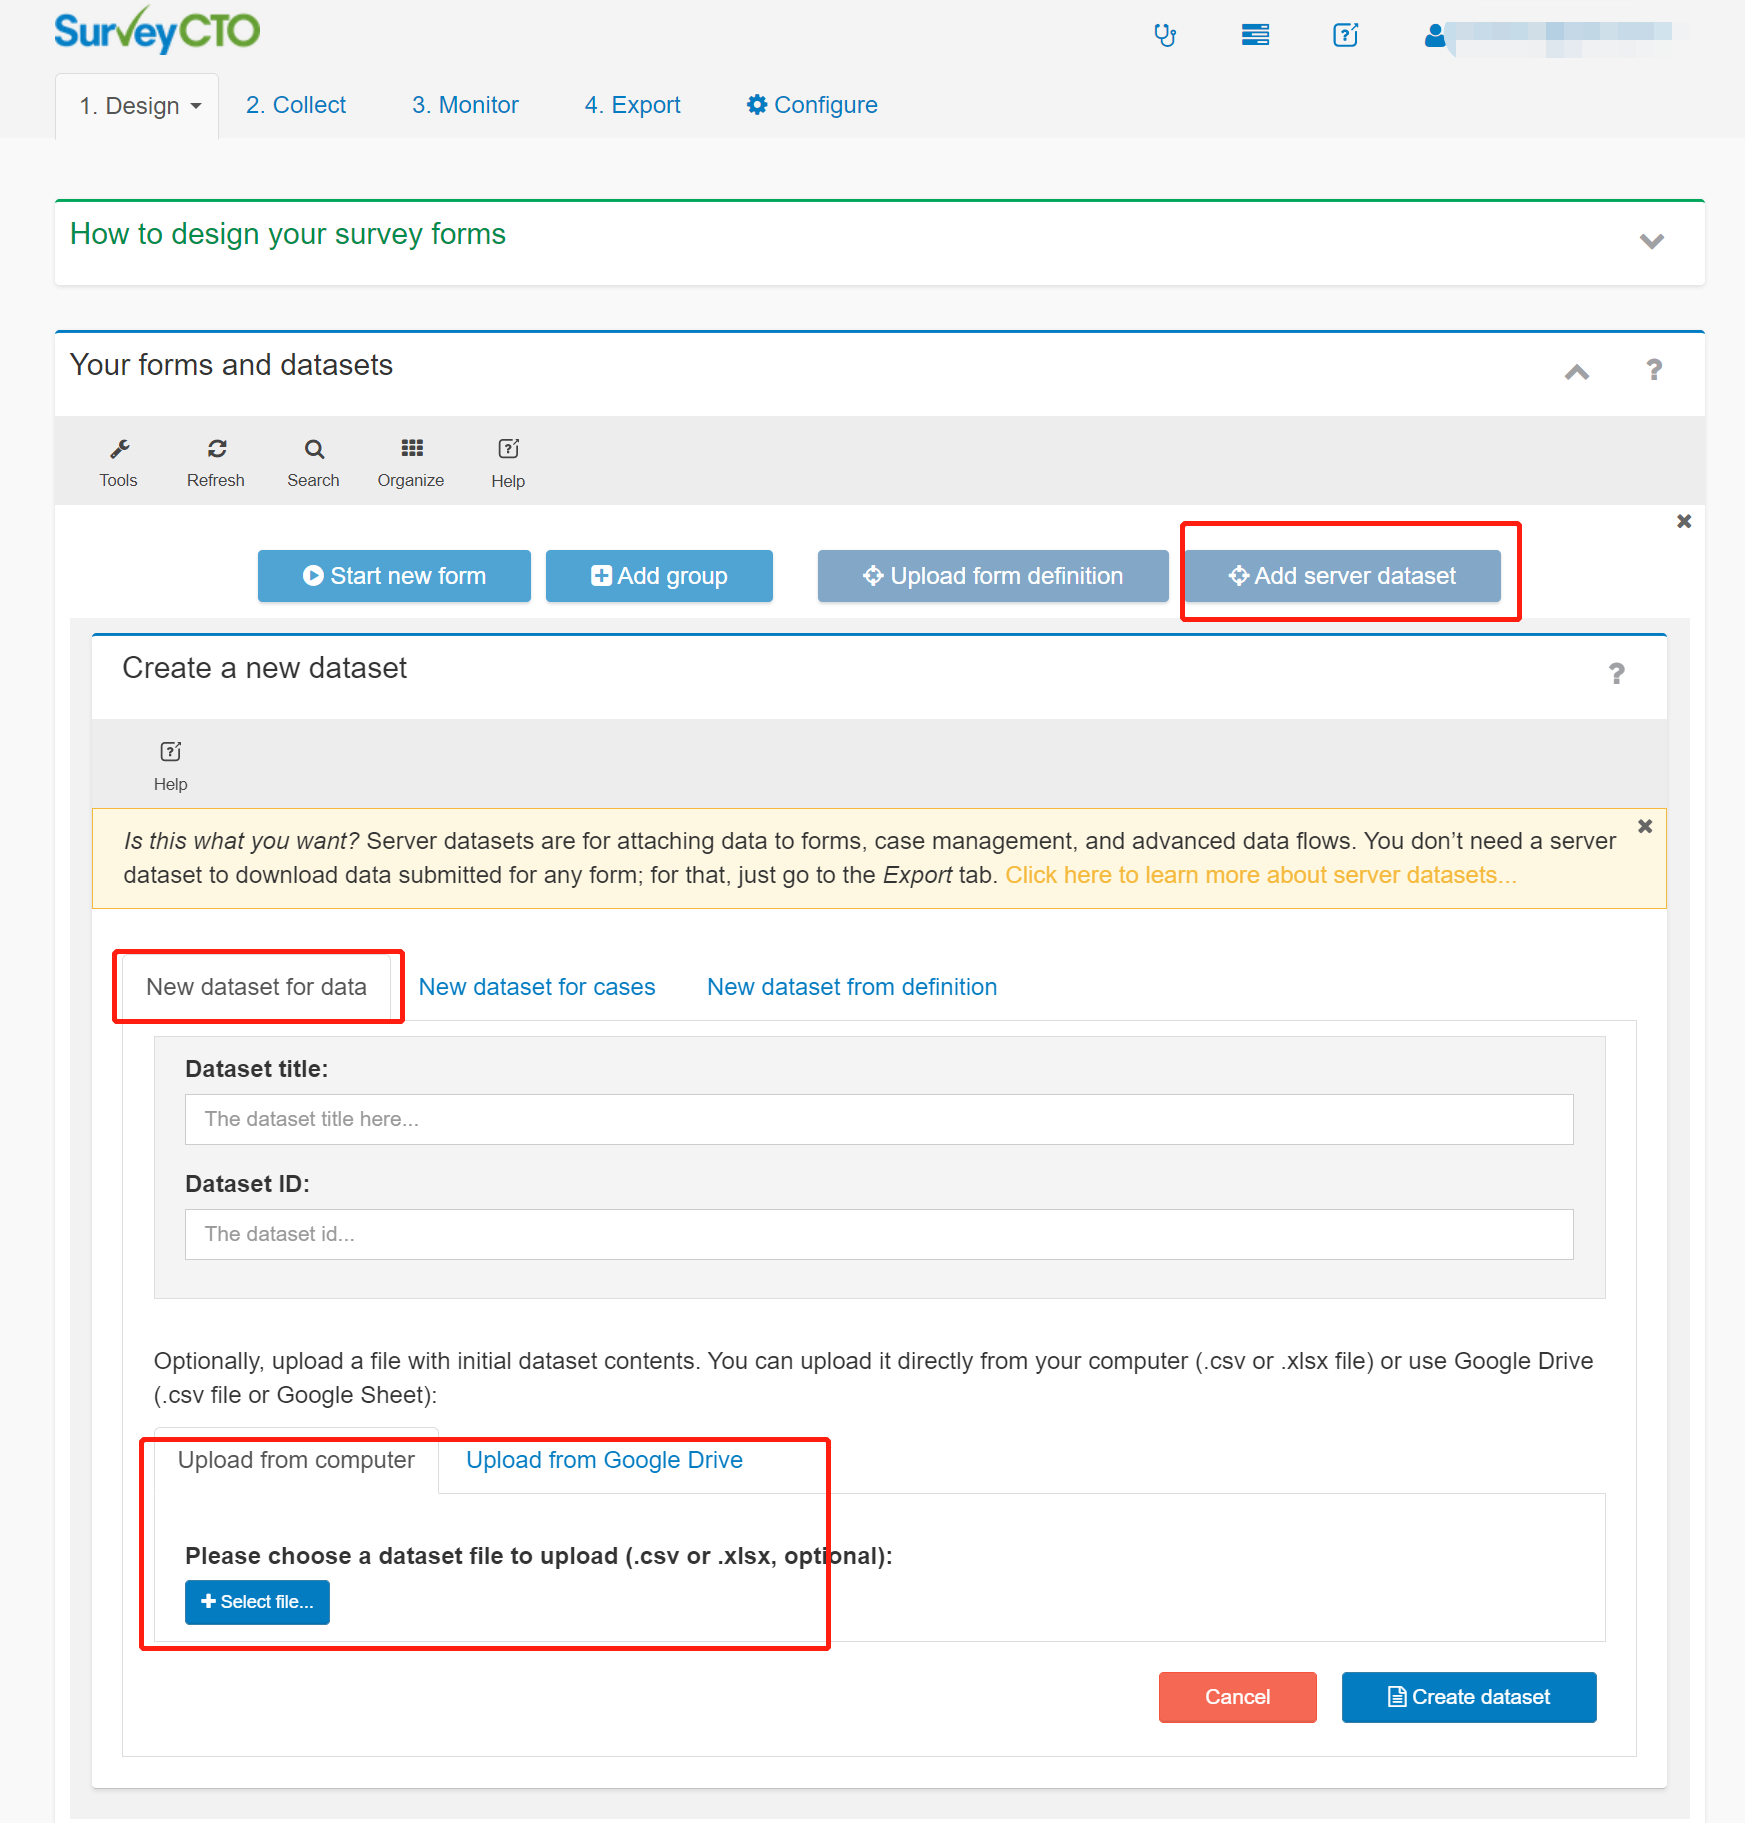 SurveyCTO
1. Design
2. Collect
3. Monitor
4. Export
Configure
How to design your survey forms
Your forms and datasets
?
Tools
Refresh
Search
Organize
Help
Start new form
Add group
Upload form definition
Add server dataset
Create a new dataset
?
Help
Is this what you want? Server datasets are for attaching data to forms, case management, and advanced data flows. You don’t need a server
dataset to download data submitted for any form; for that, just go to the Export tab. Click here to learn more about server datasets...
New dataset for data
New dataset for cases
New dataset from definition
Dataset title:
The dataset title here...
Dataset ID:
The dataset id...
Optionally, upload a file with initial dataset contents. You can upload it directly from your computer (.csv or .xlsx file) or use Google Drive
(.csv file or Google Sheet):
Upload from computer
Upload from Google Drive
Please choose a dataset file to upload (.csv or .xlsx, optional):
Select file...
Cancel
Create dataset